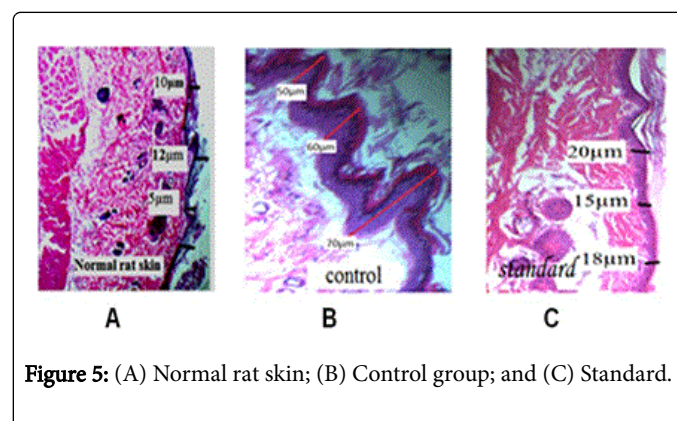 10µm
12µm
5µm
Normal rat skin
50µm
60µm
70µm
control
20µm
15µm
standard
18µm
A
B
C
Figure 5: (A) Normal rat skin; (B) Control group; and (C) Standard.